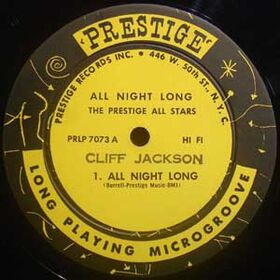 "PRESTIGE"
PRESTIGE RECORDS INC. • 446 W. 50th ST., N.Y.C.
ALL NIGHT LONG
THE PRESTIGE ALL STARS
PRLP 7073 A HI FI
CLIFF JACKSON
1. ALL NIGHT LONG
(Burrell-Prestige Music-BMI)
LONG PLAYING MICROGROOVE